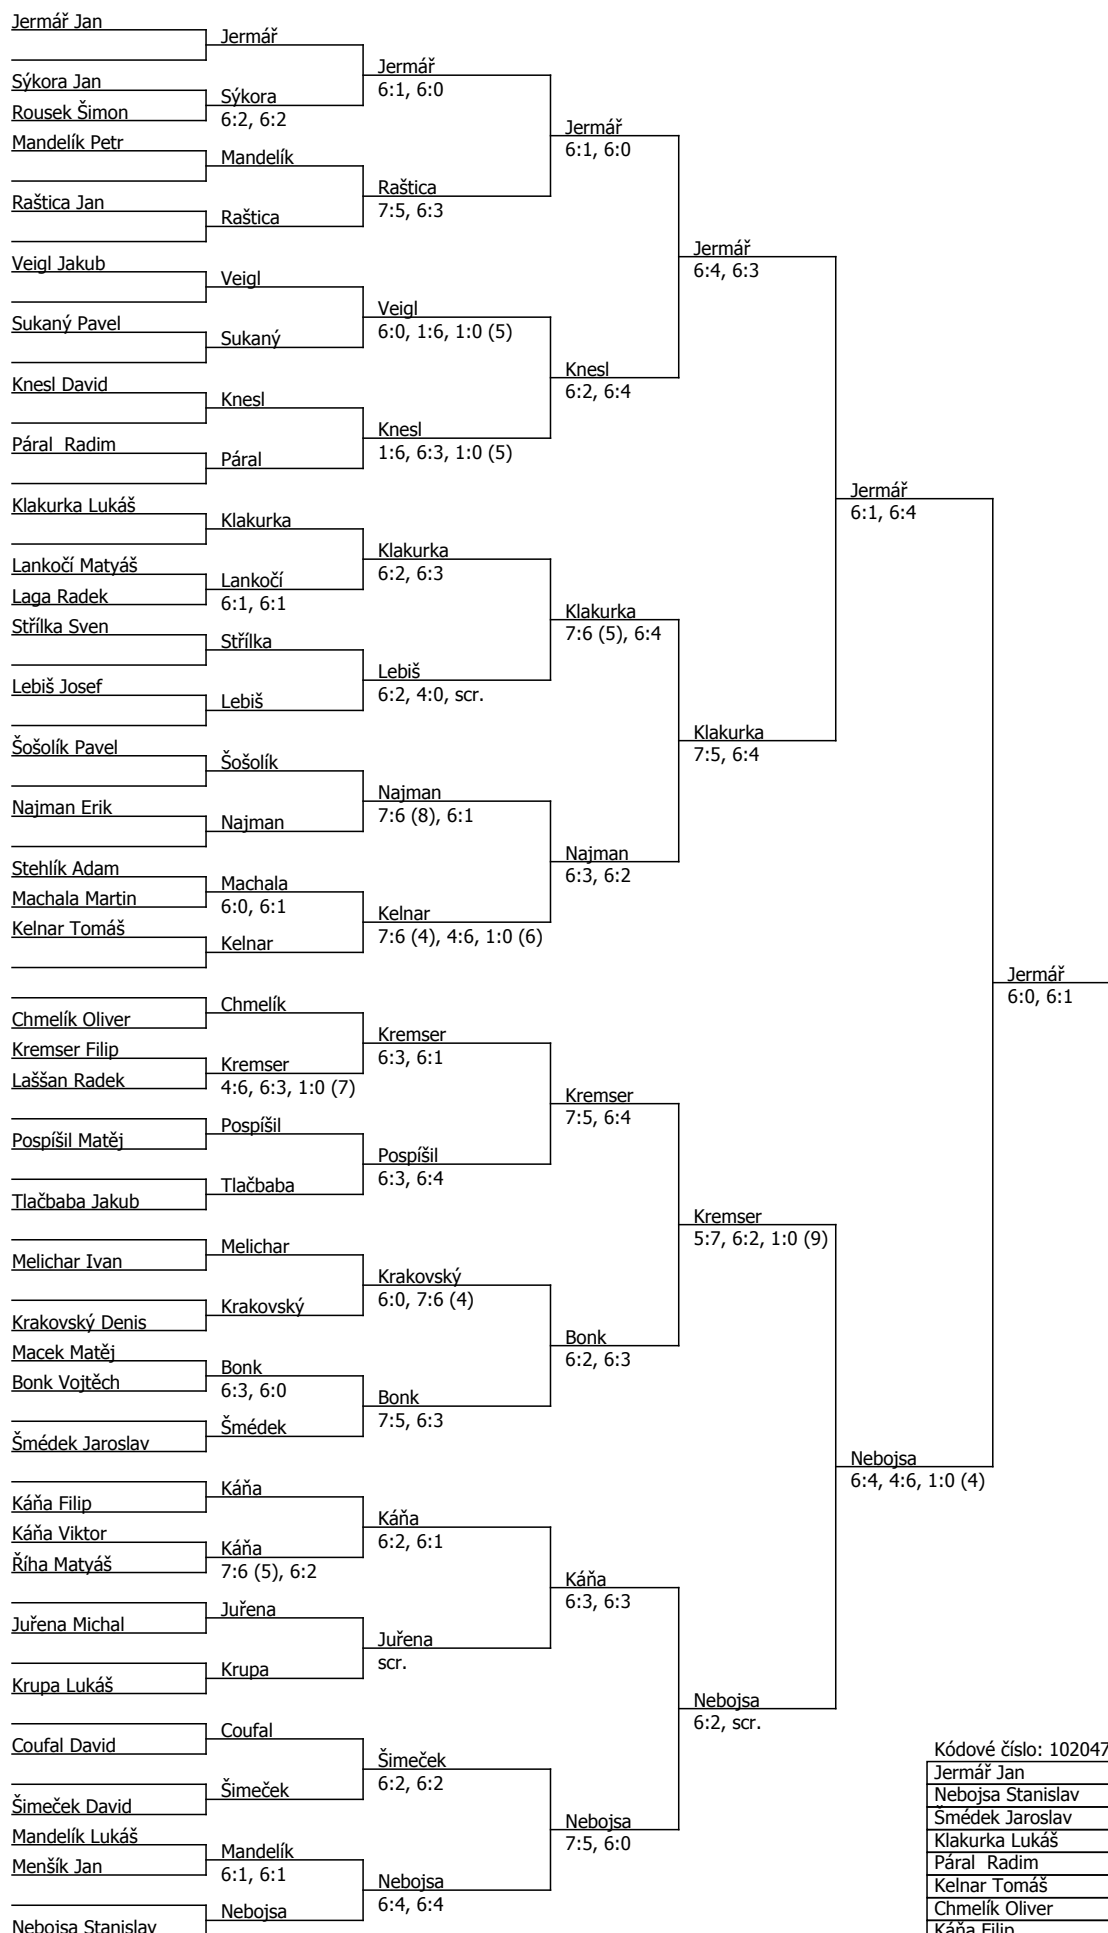 Jermář Jan
Sýkora Jan
Rousek Šimon
Mandelík Petr
Raštica Jan
Veigl Jakub
Sukaný Pavel
Knesl David
Páral  Radim
Klakurka Lukáš
Lankočí Matyáš
Laga Radek
Střílka Sven
Lebiš Josef
Šošolík Pavel
Najman Erik
Stehlík Adam
Machala Martin
Kelnar Tomáš
Chmelík Oliver
Kremser Filip
Laššan Radek
Pospíšil Matěj
Tlačbaba Jakub
Melichar Ivan
Krakovský Denis
Macek Matěj
Bonk Vojtěch
Šmédek Jaroslav
Káňa Filip
Káňa Viktor
Říha Matyáš
Juřena Michal
Krupa Lukáš
Coufal David
Šimeček David
Mandelík Lukáš
Menšík Jan
Nebojsa Stanislav
Jermář
Sýkora
6:2, 6:2
Mandelík
Raštica
Veigl
Sukaný
Knesl
Páral
Klakurka
Lankočí
6:1, 6:1
Střílka
Lebiš
Šošolík
Najman
Machala
6:0, 6:1
Kelnar
Chmelík
Kremser
4:6, 6:3, 1:0 (7)
Pospíšil
Tlačbaba
Melichar
Krakovský
Bonk
6:3, 6:0
Šmédek
Káňa
Káňa
7:6 (5), 6:2
Juřena
Krupa
Coufal
Šimeček
Mandelík
6:1, 6:1
Nebojsa
Jermář
6:1, 6:0
Raštica
7:5, 6:3
Veigl
6:0, 1:6, 1:0 (5)
Knesl
1:6, 6:3, 1:0 (5)
Klakurka
6:2, 6:3
Lebiš
6:2, 4:0, scr.
Najman
7:6 (8), 6:1
Kelnar
7:6 (4), 4:6, 1:0 (6)
Kremser
6:3, 6:1
Pospíšil
6:3, 6:4
Krakovský
6:0, 7:6 (4)
Bonk
7:5, 6:3
Káňa
6:2, 6:1
Juřena
scr.
Šimeček
6:2, 6:2
Nebojsa
6:4, 6:4
Jermář
6:1, 6:0
Knesl
6:2, 6:4
Klakurka
7:6 (5), 6:4
Najman
6:3, 6:2
Kremser
7:5, 6:4
Bonk
6:2, 6:3
Káňa
6:3, 6:3
Nebojsa
7:5, 6:0
Jermář
6:4, 6:3
Klakurka
7:5, 6:4
Kremser
5:7, 6:2, 1:0 (9)
Nebojsa
6:2, scr.
Jermář
6:1, 6:4
Nebojsa
6:4, 4:6, 1:0 (4)
Jermář
6:0, 6:1
Kódové číslo: 102047
Jermář Jan
Nebojsa Stanislav
Šmédek Jaroslav
Klakurka Lukáš
Páral  Radim
Kelnar Tomáš
Chmelík Oliver
Káňa Filip